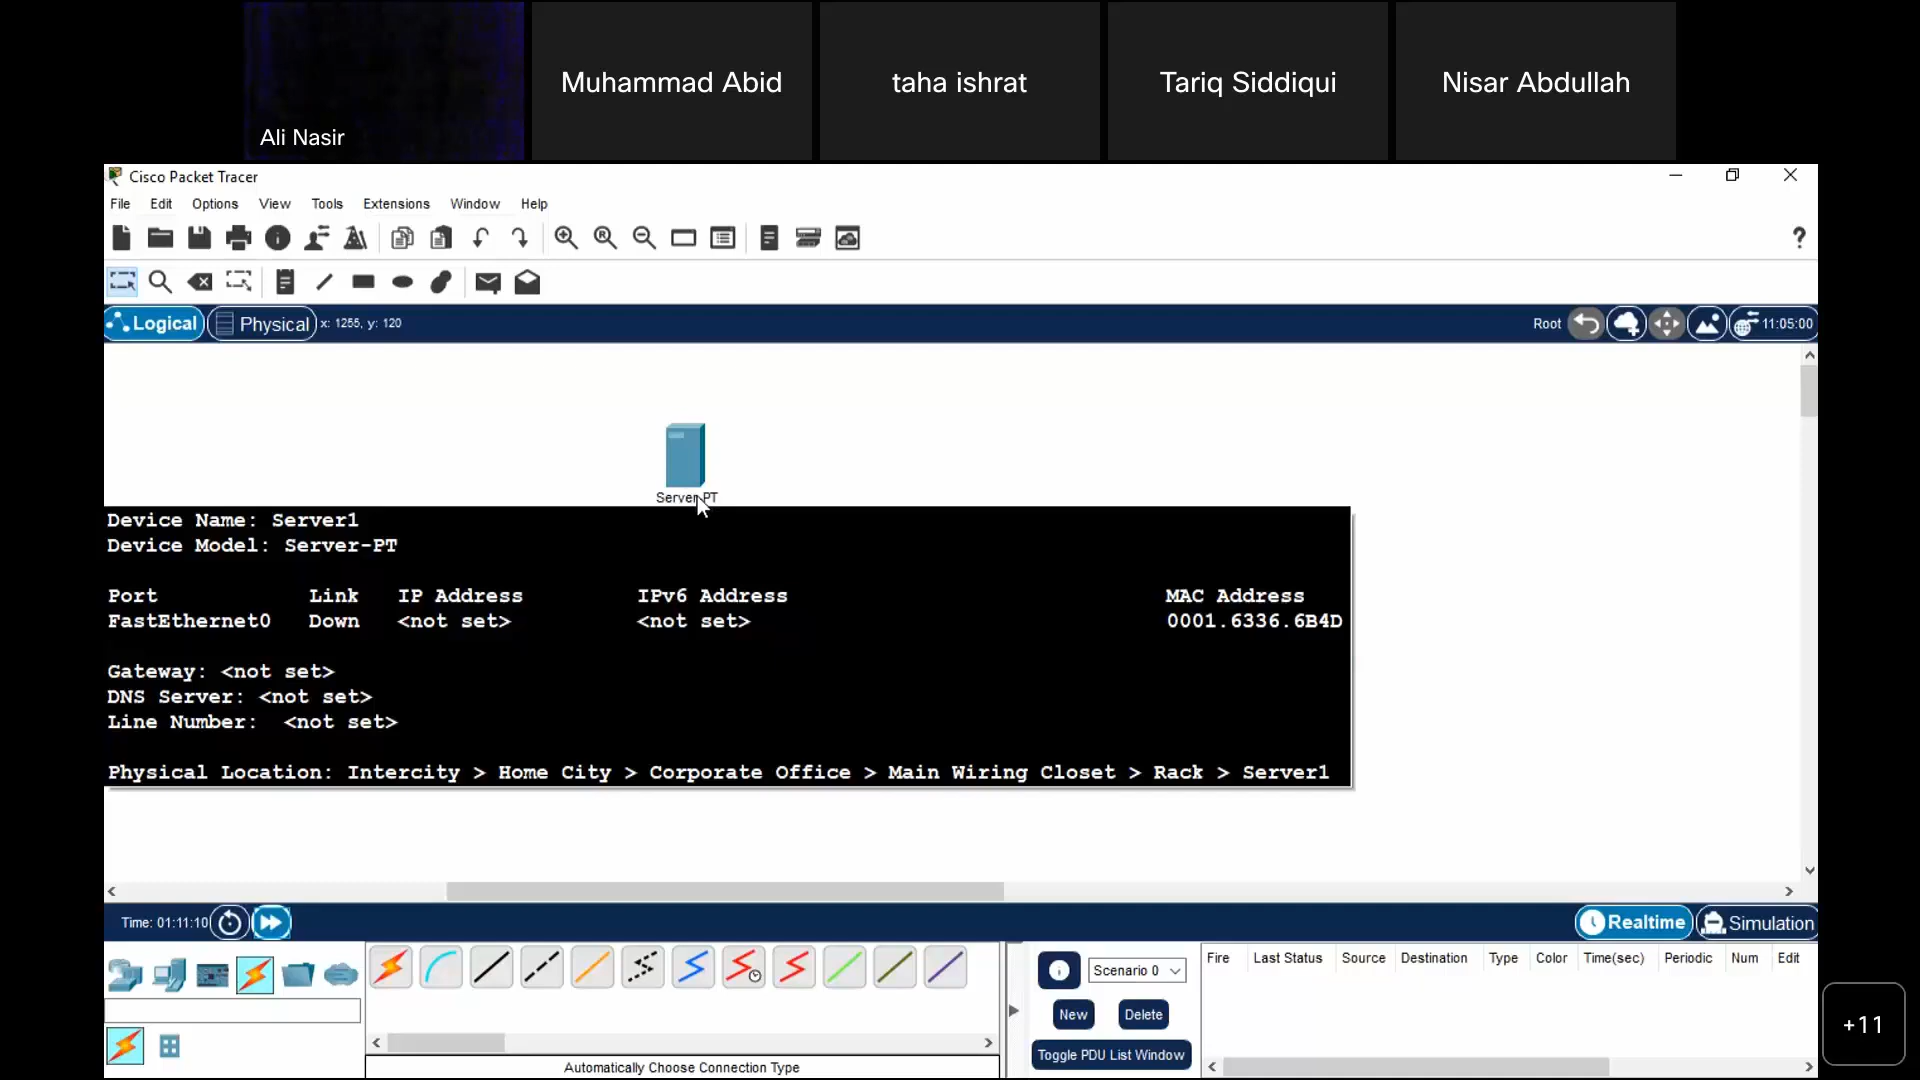 Ali Nasir
Muhammad Abid
taha ishrat
Tariq Siddiqui
Nisar Abdullah
Cisco Packet Tracer
File Edit Options View Tools Extensions Window Help
?
Logical Physical x: 1255, y: 120 Root 11:05:00
Server-PT
Device Name: Server1
Device Model: Server-PT
Port Link IP Address IPv6 Address MAC Address
FastEthernet0 Down <not set> <not set> 0001.6336.6B4D
Gateway: <not set>
DNS Server: <not set>
Line Number: <not set>
Physical Location: Intercity > Home City > Corporate Office > Main Wiring Closet > Rack > Server1
Time: 01:11:10 Realtime Simulation
Scenario 0
New Delete
Toggle PDU List Window
Fire Last Status Source Destination Type Color Time(sec) Periodic Num Edit
Automatically Choose Connection Type
+11